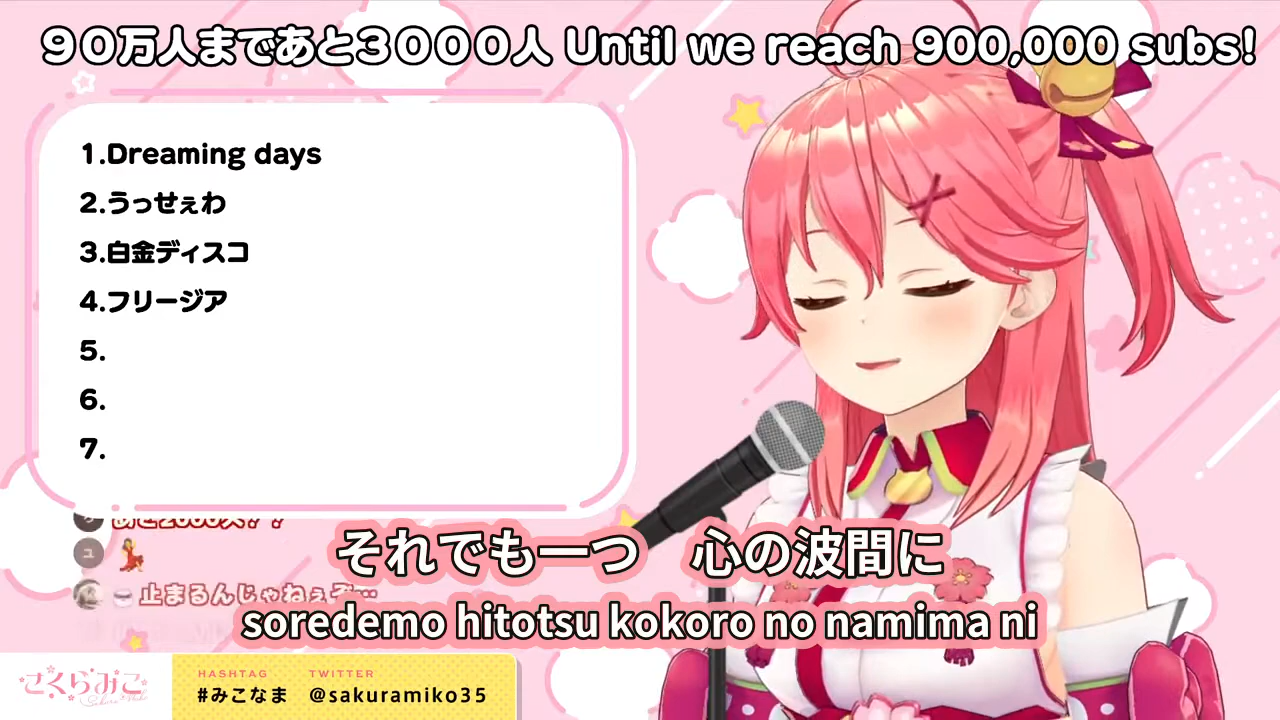 ９０万人まであと３０００人 Until we reach 900,000 subs!
1.Dreaming days
2.うっせぇわ
3.白金ディスコ
4.フリージア
5.
6.
7.
ユ
止まるんじゃねぇぞ…
それでも一つ　心の波間に
soredemo hitotsu kokoro no namima ni
さくらみこ
HASHTAG TWITTER
#みこなま @sakuramiko35